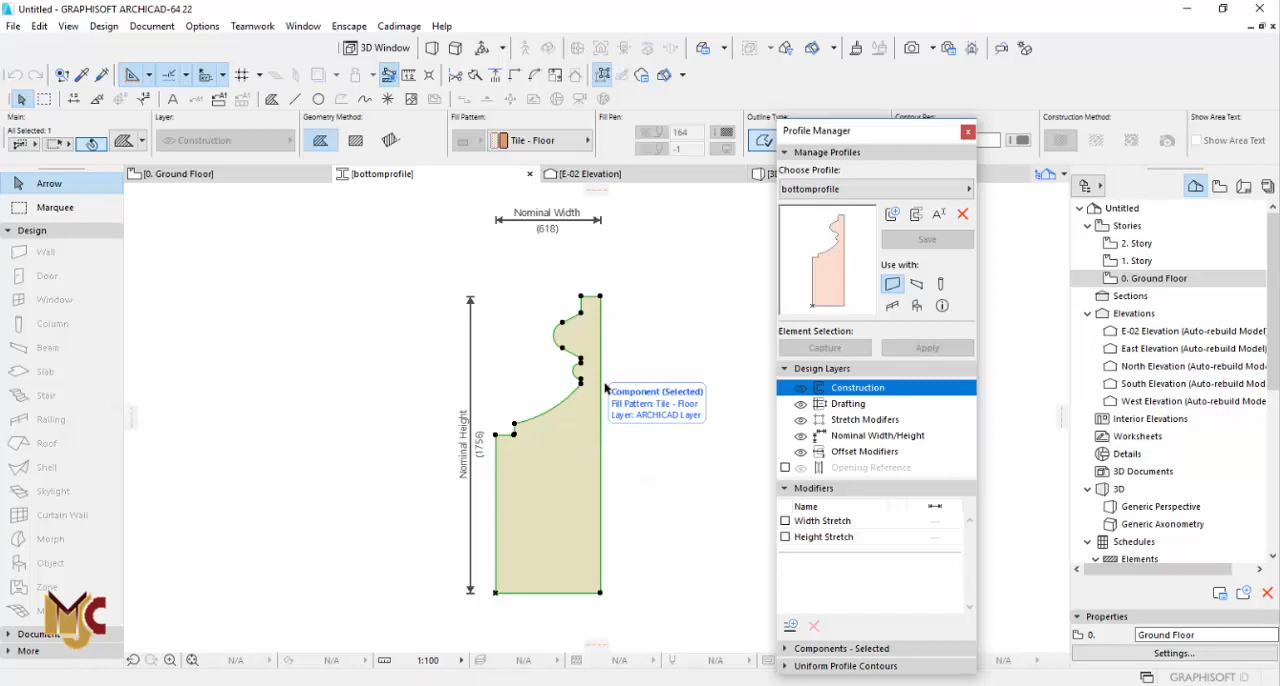 Untitled - GRAPHISOFT ARCHICAD-64 22
File Edit View Design Document Options Teamwork Window Enscape Cadimage Help
3D Window
Main: Layer: Geometry Method: Fill Pattern: Fill Pen: Outline Type: Construction Method: Show Area Text:
All Selected: 1
Construction
Tile - Floor
164
-1
Show Area Text
[0. Ground Floor]
[bottomprofile]
[E-02 Elevation]
Arrow
Marquee
Design
Wall
Door
Window
Column
Beam
Slab
Stair
Railling
Roof
Shell
Skylight
Curtain Wall
Morph
Object
Zone
More
Nominal Width
(618)
Nominal Height
(1756)
Component (Selected)
Fill Pattern: Tile - Floor
Layer: ARCHICAD Layer
Profile Manager
Manage Profiles
Choose Profile:
bottomprofile
Save
Use with:
Element Selection:
Capture
Apply
Design Layers
Construction
Drafting
Stretch Modifiers
Nominal Width/Height
Offset Modifiers
Opening Reference
Modifiers
Name
Width Stretch
Height Stretch
Components - Selected
Uniform Profile Contours
Untitled
Stories
2. Story
1. Story
0. Ground Floor
Sections
Elevations
E-02 Elevation (Auto-rebuild Model)
East Elevation (Auto-rebuild Model
North Elevation (Auto-rebuild Model
South Elevation (Auto-rebuild Model
West Elevation (Auto-rebuild Model
Interior Elevations
Worksheets
Details
3D Documents
3D
Generic Perspective
Generic Axonometry
Schedules
Elements
Properties
0. Ground Floor
Settings...
N/A N/A 1:100 N/A N/A N/A N/A
GRAPHISOFT ID
MJC